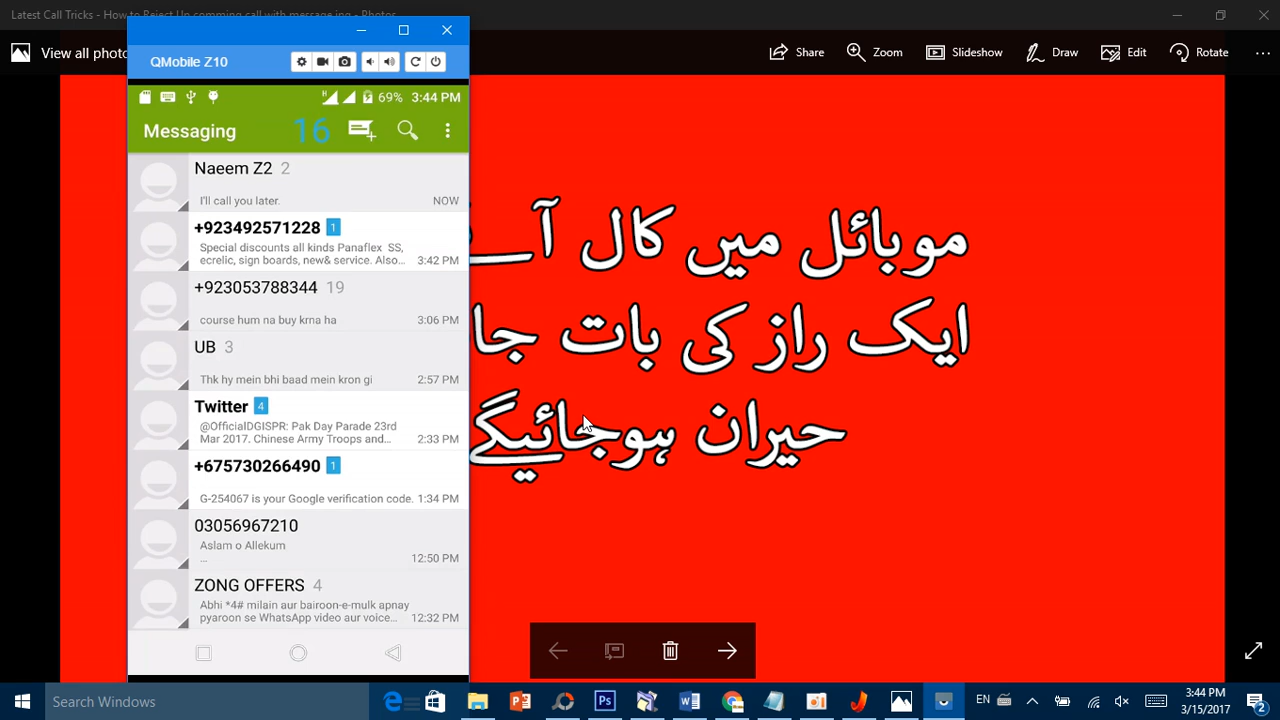 Latest Call Tricks - How to Reject Up comming call with message.jpg - Photos
View all photos
Share
Zoom
Slideshow
Draw
Edit
Rotate
QMobile Z10
69% 3:44 PM
Messaging 16
Naeem Z2 2
I'll call you later. NOW
+923492571228 1
Special discounts all kinds Panaflex SS,
ecrelic, sign boards, new& service. Also... 3:42 PM
+923053788344 19
course hum na buy krna ha 3:06 PM
UB 3
Thk hy mein bhi baad mein kron gi 2:57 PM
Twitter 4
@OfficialDGISPR: Pak Day Parade 23rd
Mar 2017. Chinese Army Troops and... 2:33 PM
+675730266490 1
G-254067 is your Google verification code. 1:34 PM
03056967210
Aslam o Allekum
... 12:50 PM
ZONG OFFERS 4
Abhi *4# milain aur bairoon-e-mulk apnay
pyaroon se WhatsApp video aur voice... 12:32 PM
موبائل میں کال آ
ایک راز کی بات جا
حیران ہوجائیگے
Search Windows
EN
3:44 PM
3/15/2017
2